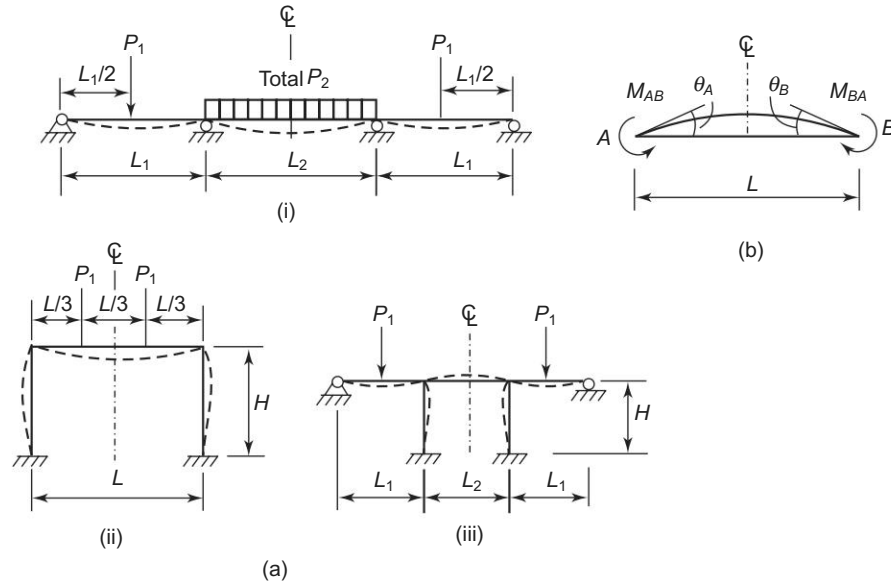 ℄
P1
L1/2
Total P2
L1/2
L1
L2
L1
(i)
℄
MAB
θA
θB
MBA
A
B
L
(b)
℄
P1
P1
L/3
L/3
L/3
H
L
(ii)
P1
℄
P1
H
L1
L2
L1
(iii)
(a)